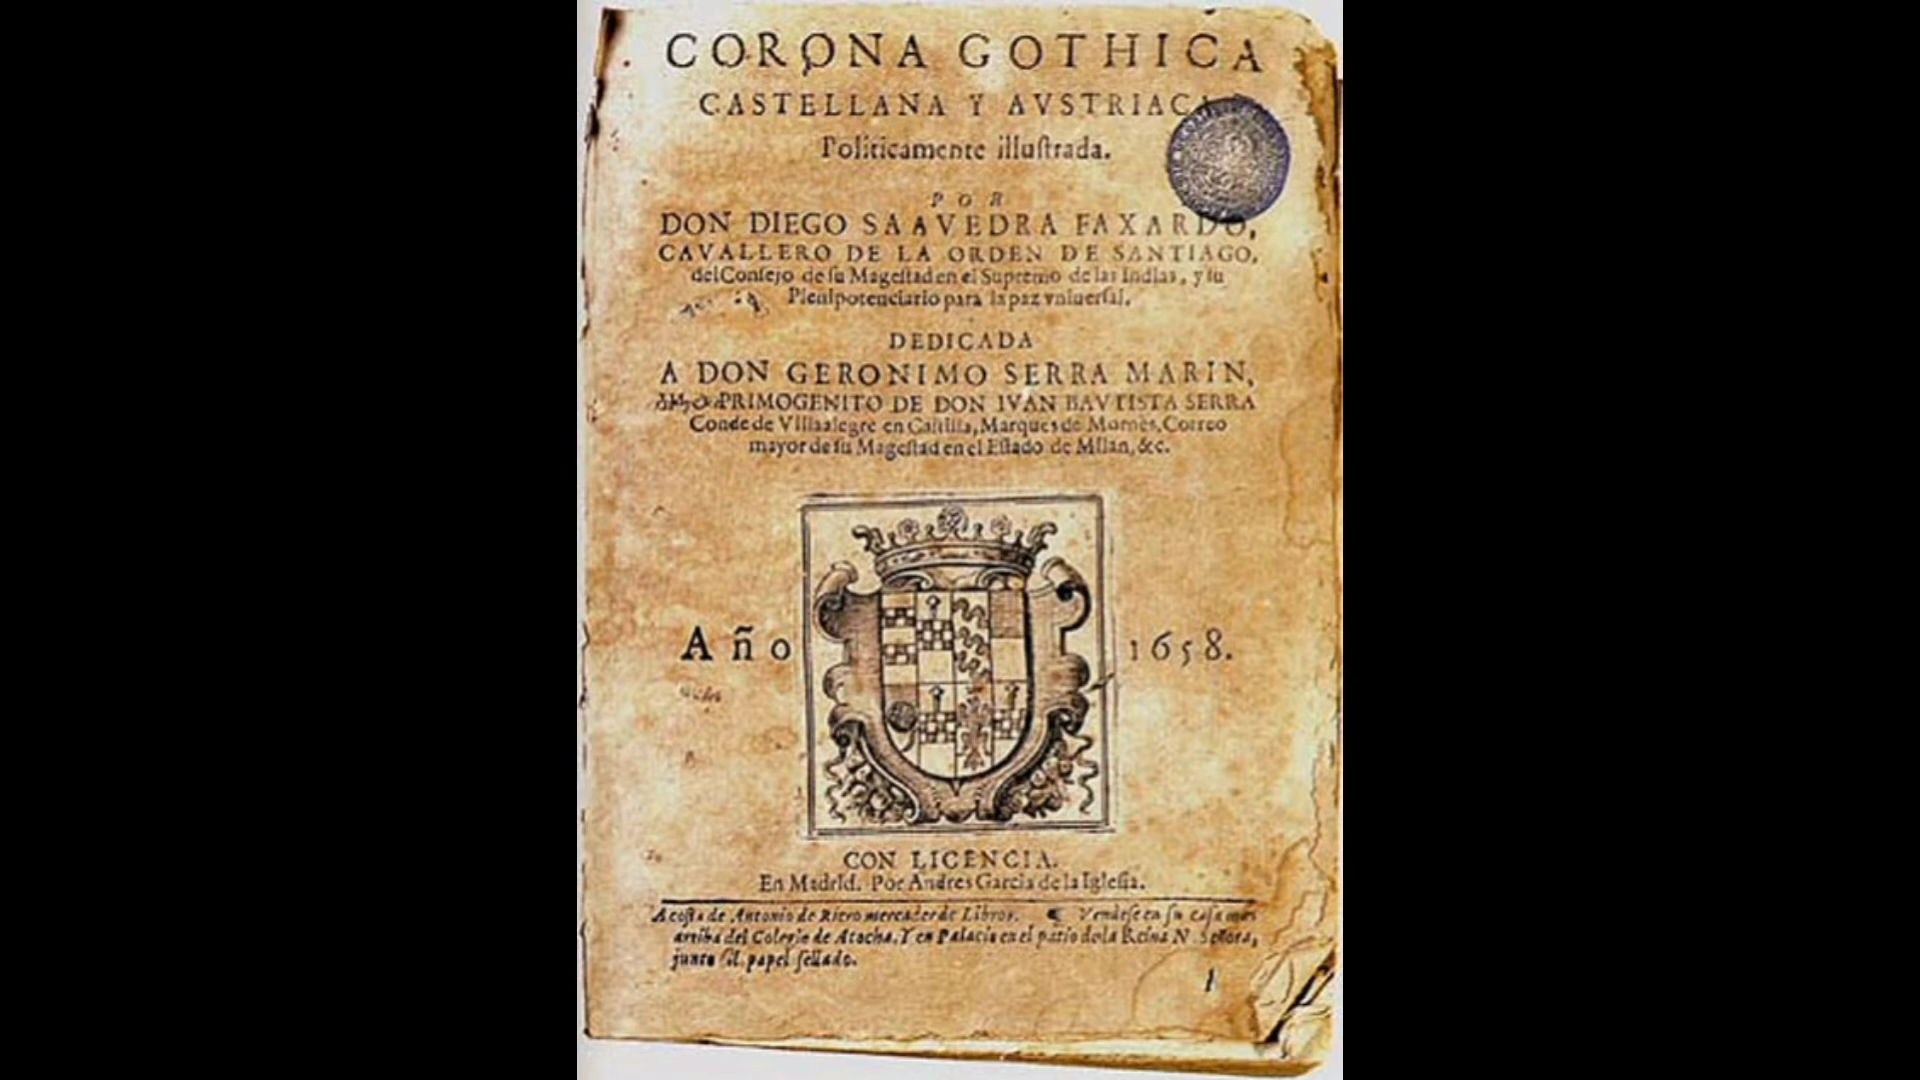 CORONA GOTHICA
CASTELLANA Y AVSTRIACA
Politicamente illuſtrada.
POR
DON DIEGO SAAVEDRA FAXARDO,
CAVALLERO DE LA ORDEN DE SANTIAGO,
del Conſejo de ſu Mageſtad en el Supremo de las Indias, y ſu
Plenipotenciario para la paz vniuerſal.
DEDICADA
A DON GERONIMO SERRA MARIN,
PRIMOGENITO DE DON IVAN BAVTISTA SERRA
Conde de Villaalegre en Caſtilla, Marques de Mornès, Correo
mayor de ſu Mageſtad en el Eſtado de Milan, &c.
Año 1658.
CON LICENCIA.
En Madrid. Por Andres Garcia de la Igleſia.
A coſta de Antonio de Riero mercader de Libros. Vendeſe en ſu caſa mas
arriba del Colegio de Atocha. Y en Palacio en el patio de la Reina N. Señora,
junto al papel ſellado.
1